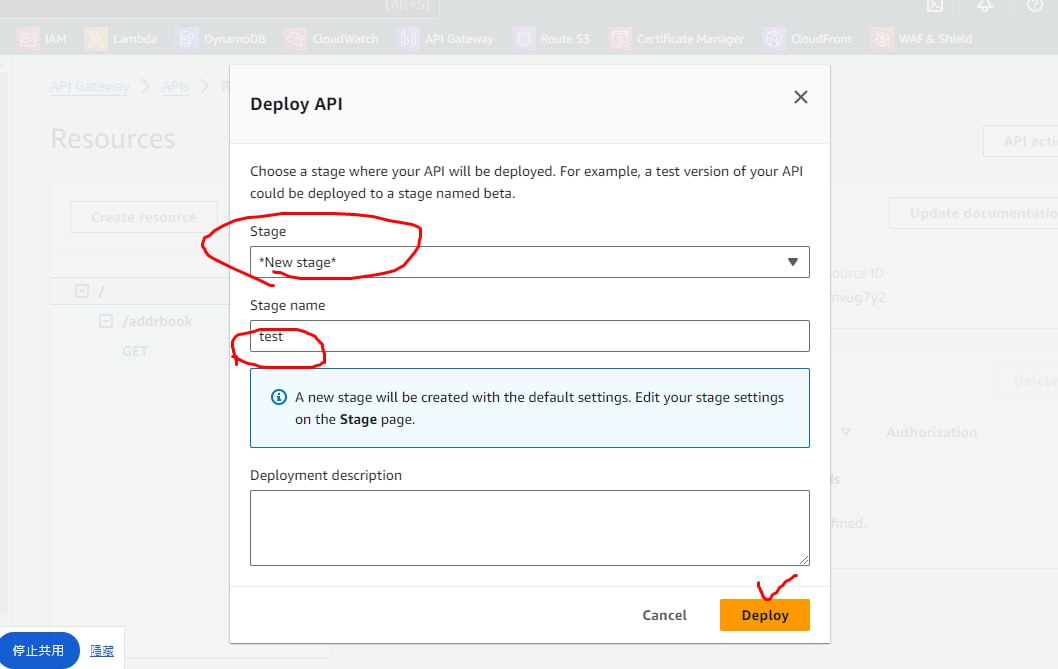 [Alt+S]
IAM Lambda DynamoDB CloudWatch API Gateway Route 53 Certificate Manager CloudFront WAF & Shield
API Gateway APIs
Resources
API acti
Create resource
Update documentatio
/
/addrbook
GET
ource ID
mvug7y2
Delete
Authorization
fined.
Deploy API
Choose a stage where your API will be deployed. For example, a test version of your API
could be deployed to a stage named beta.
Stage
*New stage*
Stage name
test
A new stage will be created with the default settings. Edit your stage settings
on the Stage page.
Deployment description
Cancel Deploy
停止共用 隱藏